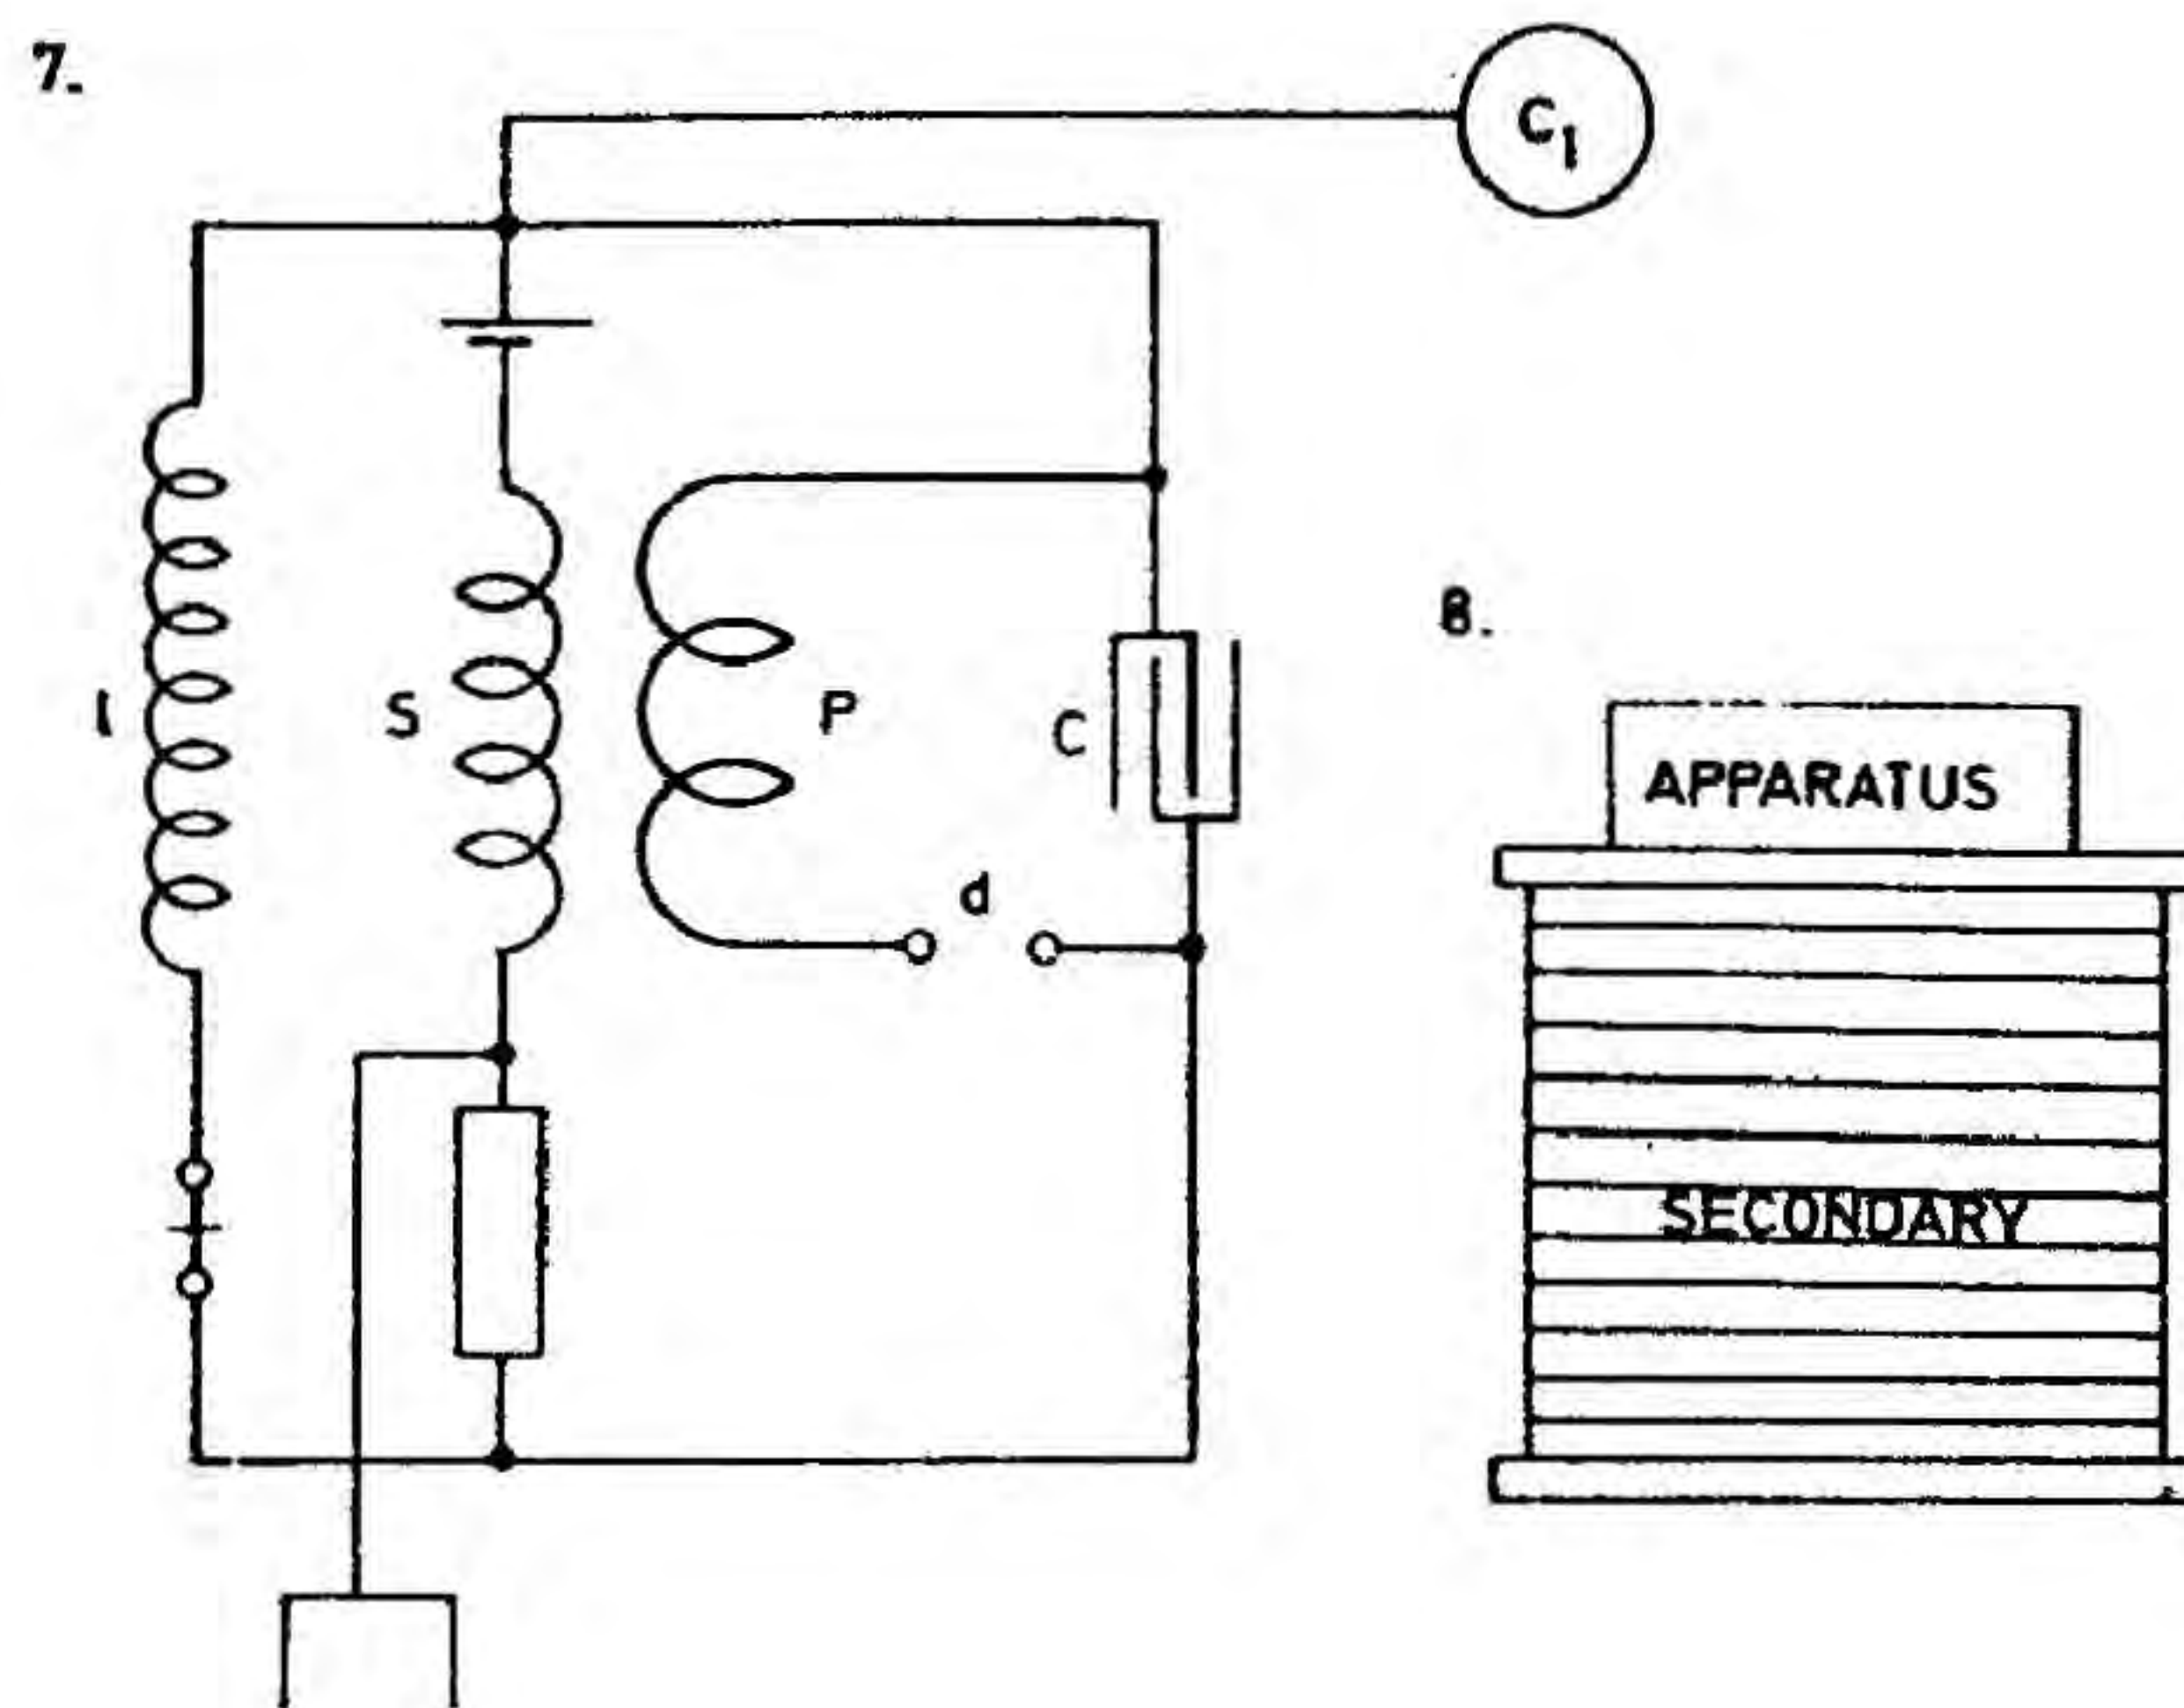 7.
C₁
l
S
P
C
d
8.
APPARATUS
SECONDARY